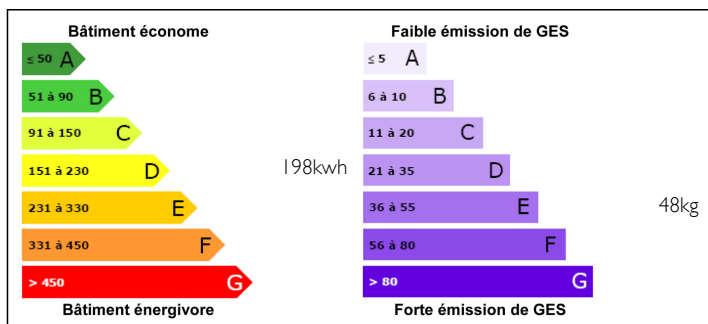 Bâtiment économe
≤ 50 A
51 à 90 B
91 à 150 C
151 à 230 D
198kwh
231 à 330 E
331 à 450 F
> 450 G
Bâtiment énergivore
Faible émission de GES
≤ 5 A
6 à 10 B
11 à 20 C
21 à 35 D
36 à 55 E
48kg
56 à 80 F
> 80 G
Forte émission de GES